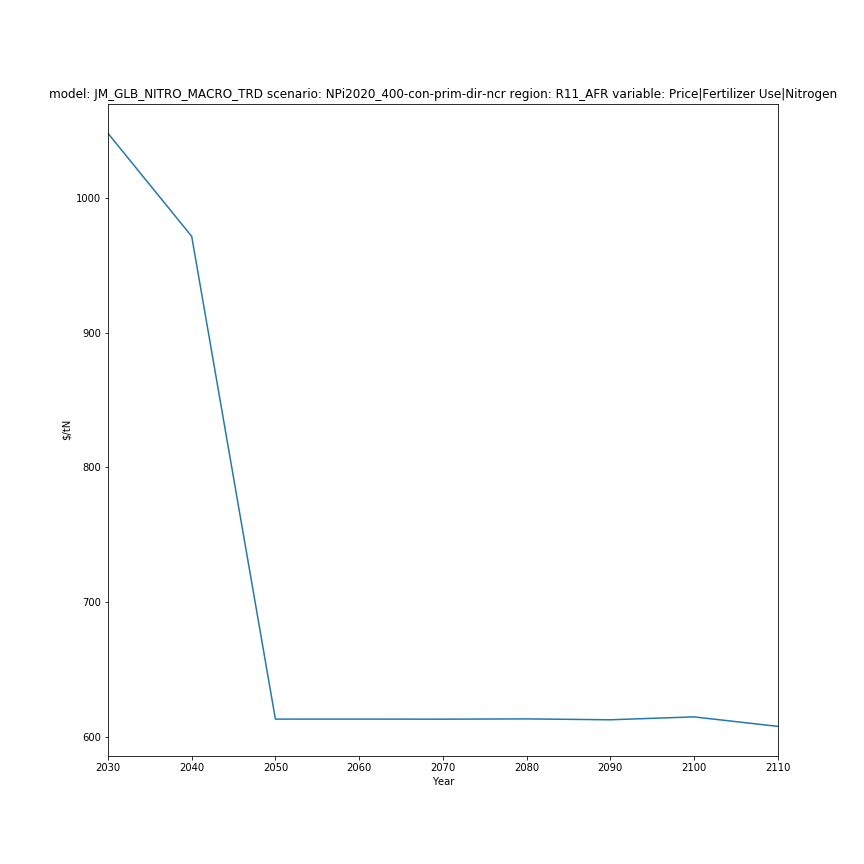 model: JM_GLB_NITRO_MACRO_TRD scenario: NPi2020_400-con-prim-dir-ncr region: R11_AFR variable: Price|Fertilizer Use|Nitrogen
1000
900
800
700
600
$/tN
2030 2040 2050 2060 2070 2080 2090 2100 2110
Year